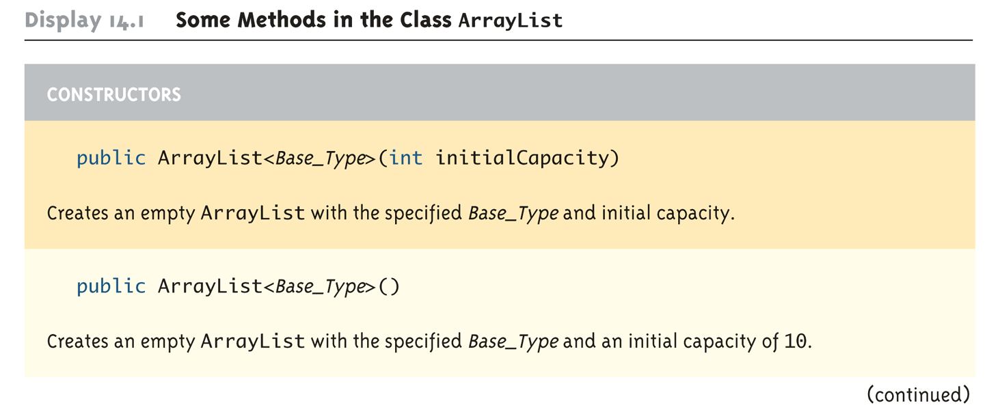 Display 14.1 Some Methods in the Class ArrayList
CONSTRUCTORS
public ArrayList<Base_Type>(int initialCapacity)
Creates an empty ArrayList with the specified Base_Type and initial capacity.
public ArrayList<Base_Type>()
Creates an empty ArrayList with the specified Base_Type and an initial capacity of 10.
(continued)